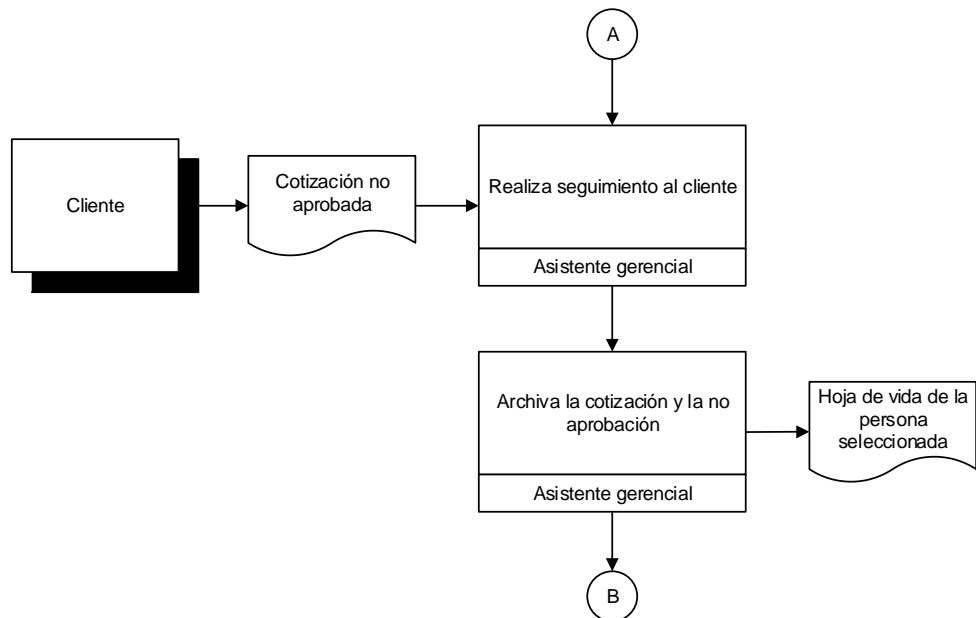 A
Cliente
Cotización no
aprobada
Realiza seguimiento al cliente
Asistente gerencial
Archiva la cotización y la no
aprobación
Asistente gerencial
Hoja de vida de la
persona
seleccionada
B